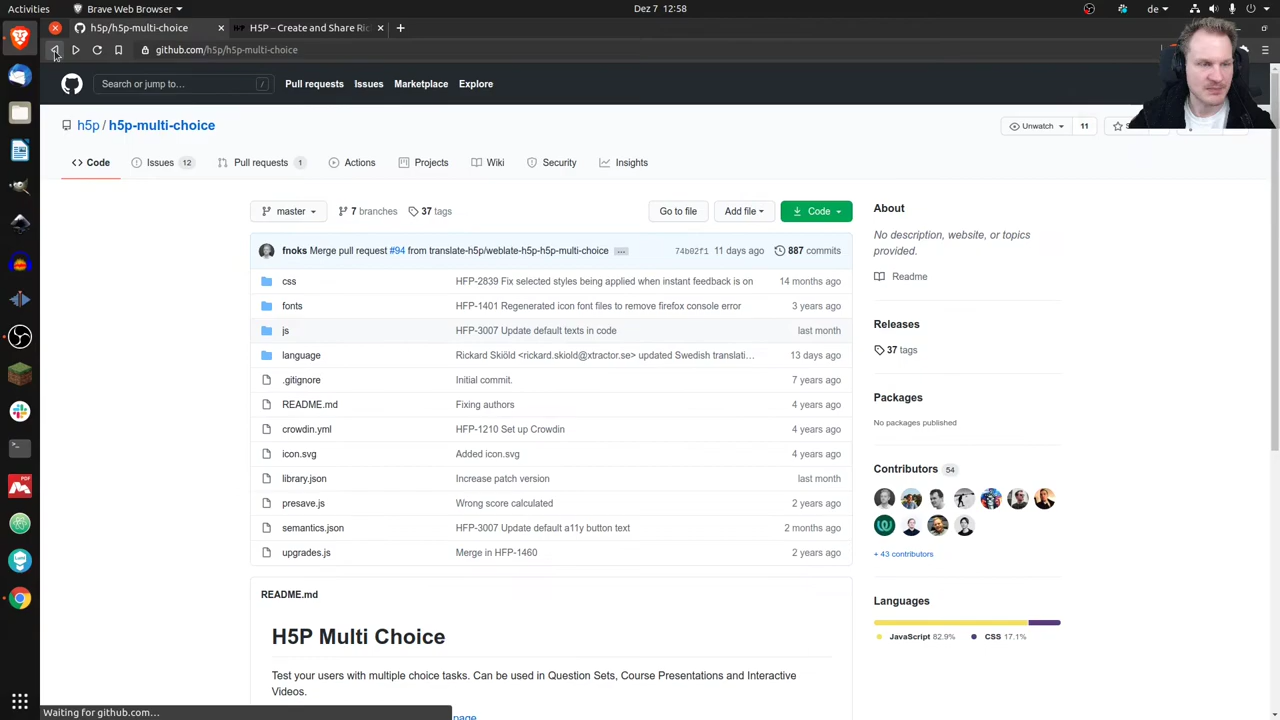 Activities Brave Web Browser Dez 7 12:58 de
h5p/h5p-multi-choice H5P – Create and Share Ric
github.com/h5p/h5p-multi-choice
Search or jump to… / Pull requests Issues Marketplace Explore
h5p / h5p-multi-choice Unwatch 11
Code Issues 12 Pull requests 1 Actions Projects Wiki Security Insights
master 7 branches 37 tags Go to file Add file Code
fnoks Merge pull request #94 from translate-h5p/weblate-h5p-h5p-multi-choice … 74b02f1 11 days ago 887 commits
css HFP-2839 Fix selected styles being applied when instant feedback is on 14 months ago
fonts HFP-1401 Regenerated icon font files to remove firefox console error 3 years ago
js HFP-3007 Update default texts in code last month
language Rickard Skiöld <rickard.skiold@xtractor.se> updated Swedish translati… 13 days ago
.gitignore Initial commit. 7 years ago
README.md Fixing authors 4 years ago
crowdin.yml HFP-1210 Set up Crowdin 4 years ago
icon.svg Added icon.svg 4 years ago
library.json Increase patch version last month
presave.js Wrong score calculated 2 years ago
semantics.json HFP-3007 Update default a11y button text 2 months ago
upgrades.js Merge in HFP-1460 2 years ago
README.md
H5P Multi Choice
Test your users with multiple choice tasks. Can be used in Question Sets, Course Presentations and Interactive
Videos.
page
About
No description, website, or topics
provided.
Readme
Releases
37 tags
Packages
No packages published
Contributors 54
+ 43 contributors
Languages
JavaScript 82.9% CSS 17.1%
Waiting for github.com…